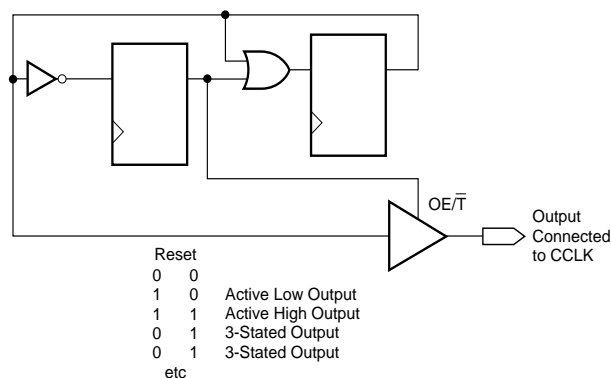 OE/T̅
Output
Connected
to CCLK
Reset
0 0
1 0 Active Low Output
1 1 Active High Output
0 1 3-Stated Output
0 1 3-Stated Output
etc